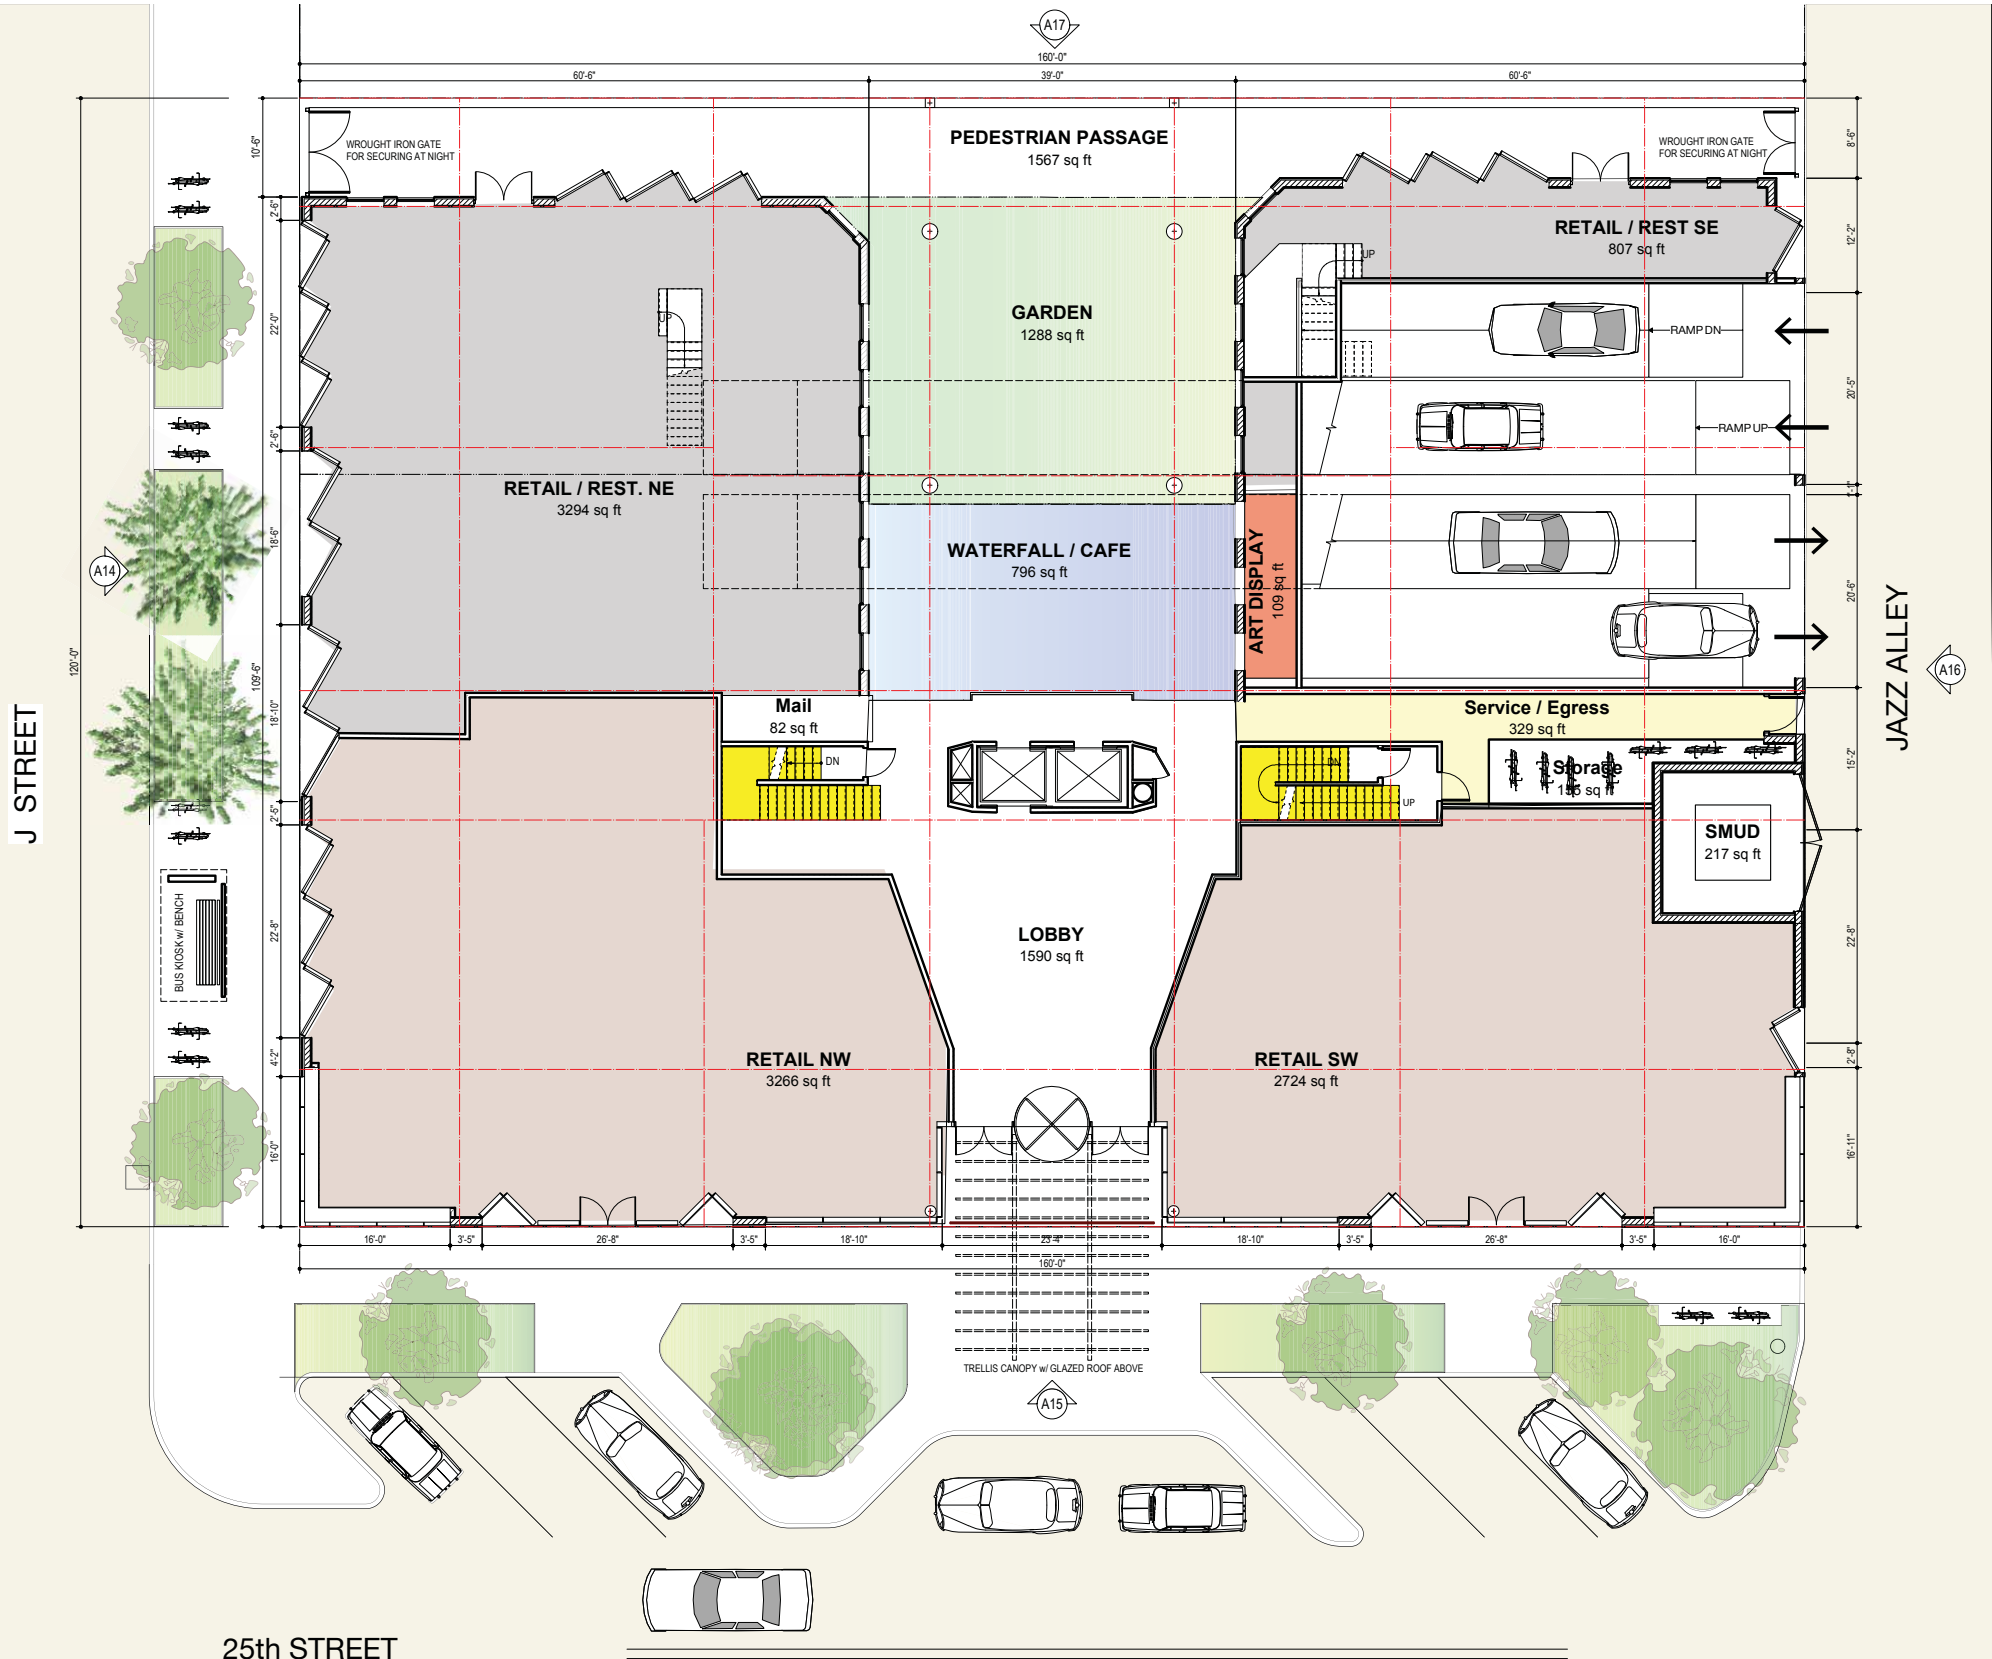 A17
160'-0"
60'-6"
39'-0"
60'-6"
10'-6"
WROUGHT IRON GATE
FOR SECURING AT NIGHT
PEDESTRIAN PASSAGE
1567 sq ft
WROUGHT IRON GATE
FOR SECURING AT NIGHT
8'-6"
2'-6"
RETAIL / REST SE
807 sq ft
12'-2"
UP
22'-0"
UP
GARDEN
1288 sq ft
RAMP DN
20'-5"
2'-6"
RAMP UP
RETAIL / REST. NE
3294 sq ft
1'-1"
18'-6"
WATERFALL / CAFE
796 sq ft
ART DISPLAY
109 sq ft
A14
20'-6"
120'-0"
109'-6"
JAZZ ALLEY
A16
18'-10"
Mail
82 sq ft
Service / Egress
329 sq ft
J STREET
DN
DN
Storage
15'-2"
2'-5"
UP
SMUD
217 sq ft
BUS KIOSK w/ BENCH
22'-8"
LOBBY
1590 sq ft
22'-8"
4'-2"
RETAIL NW
3266 sq ft
RETAIL SW
2724 sq ft
2'-8"
16'-0"
16'-11"
16'-0"
3'-5"
26'-8"
3'-5"
18'-10"
23'-4"
18'-10"
3'-5"
26'-8"
3'-5"
16'-0"
160'-0"
TRELLIS CANOPY w/ GLAZED ROOF ABOVE
A15
25th STREET